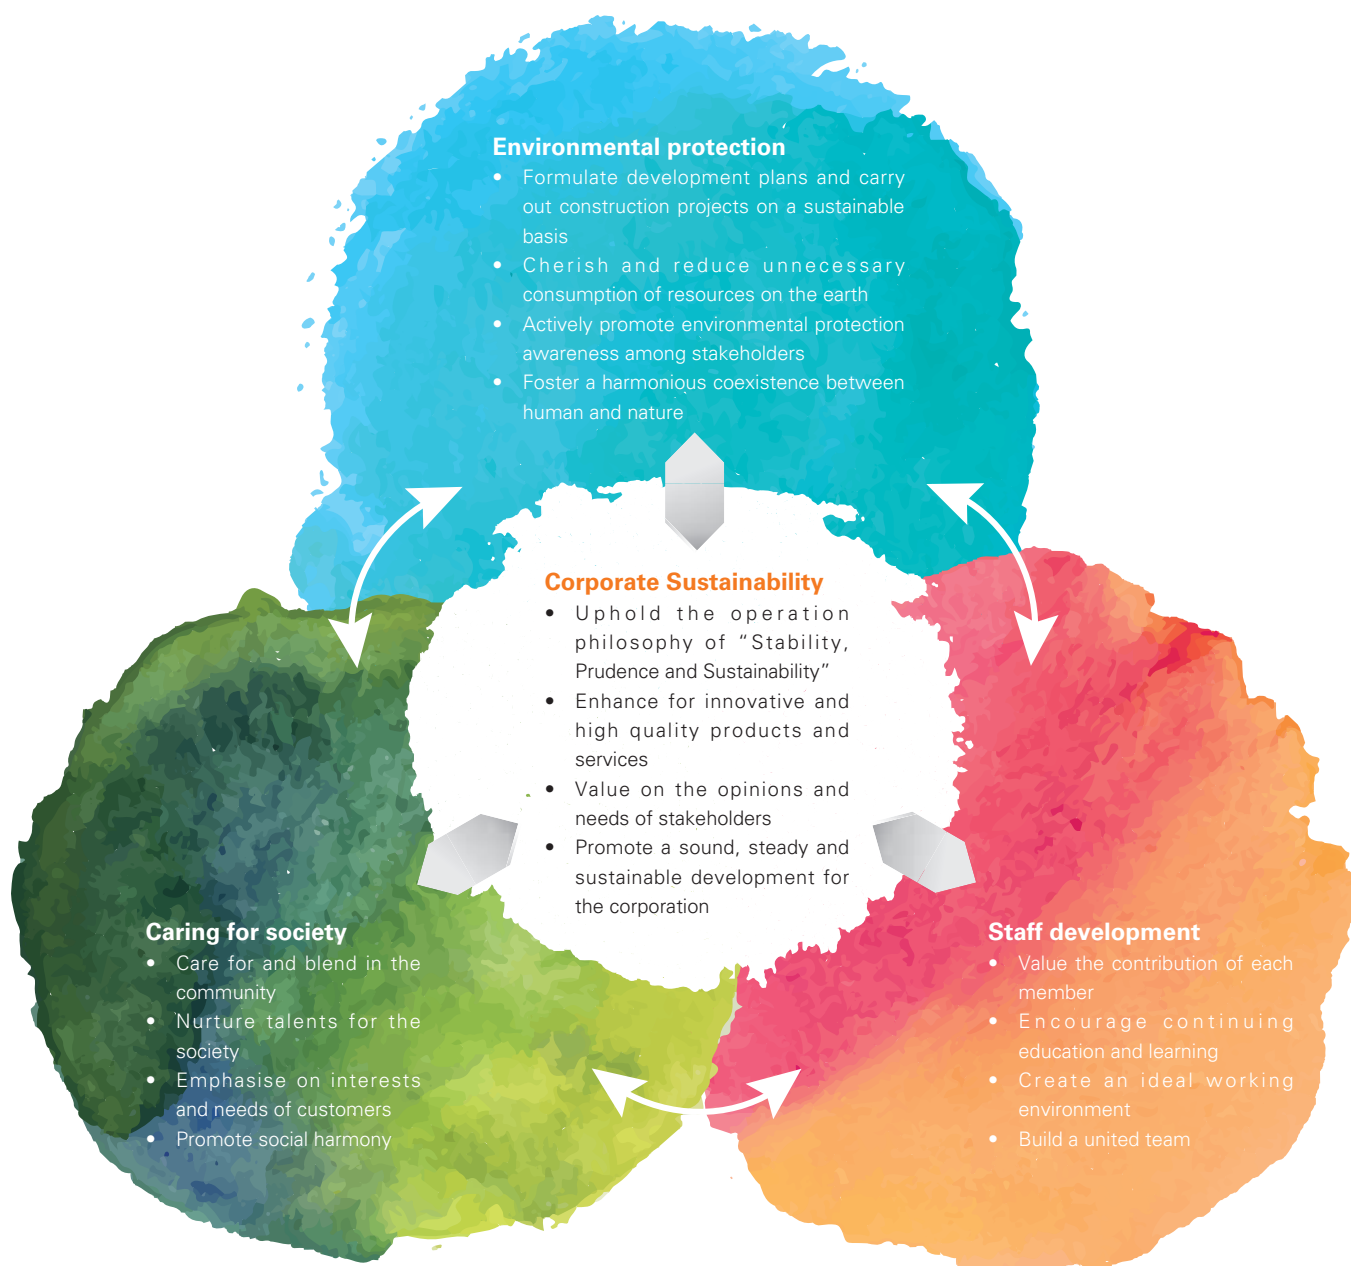 Environmental protection
• Formulate development plans and carry
out construction projects on a sustainable
basis
• Cherish and reduce unnecessary
consumption of resources on the earth
• Actively promote environmental protection
awareness among stakeholders
• Foster a harmonious coexistence between
human and nature
Corporate Sustainability
• Uphold the operation
philosophy of “Stability,
Prudence and Sustainability”
• Enhance for innovative and
high quality products and
services
• Value on the opinions and
needs of stakeholders
• Promote a sound, steady and
sustainable development for
the corporation
Caring for society
• Care for and blend in the
community
• Nurture talents for the
society
• Emphasise on interests
and needs of customers
• Promote social harmony
Staff development
• Value the contribution of each
member
• Encourage continuing
education and learning
• Create an ideal working
environment
• Build a united team